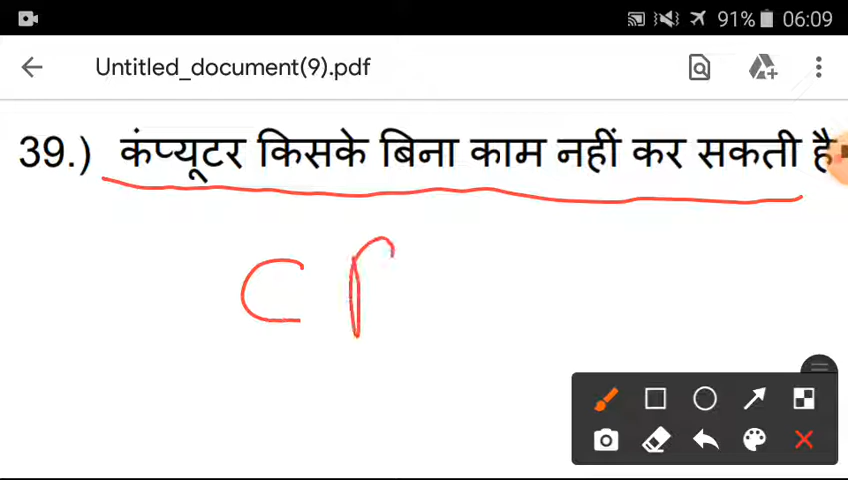 91% 06:09
Untitled_document(9).pdf
39.) कंप्यूटर किसके बिना काम नहीं कर सकती है
C